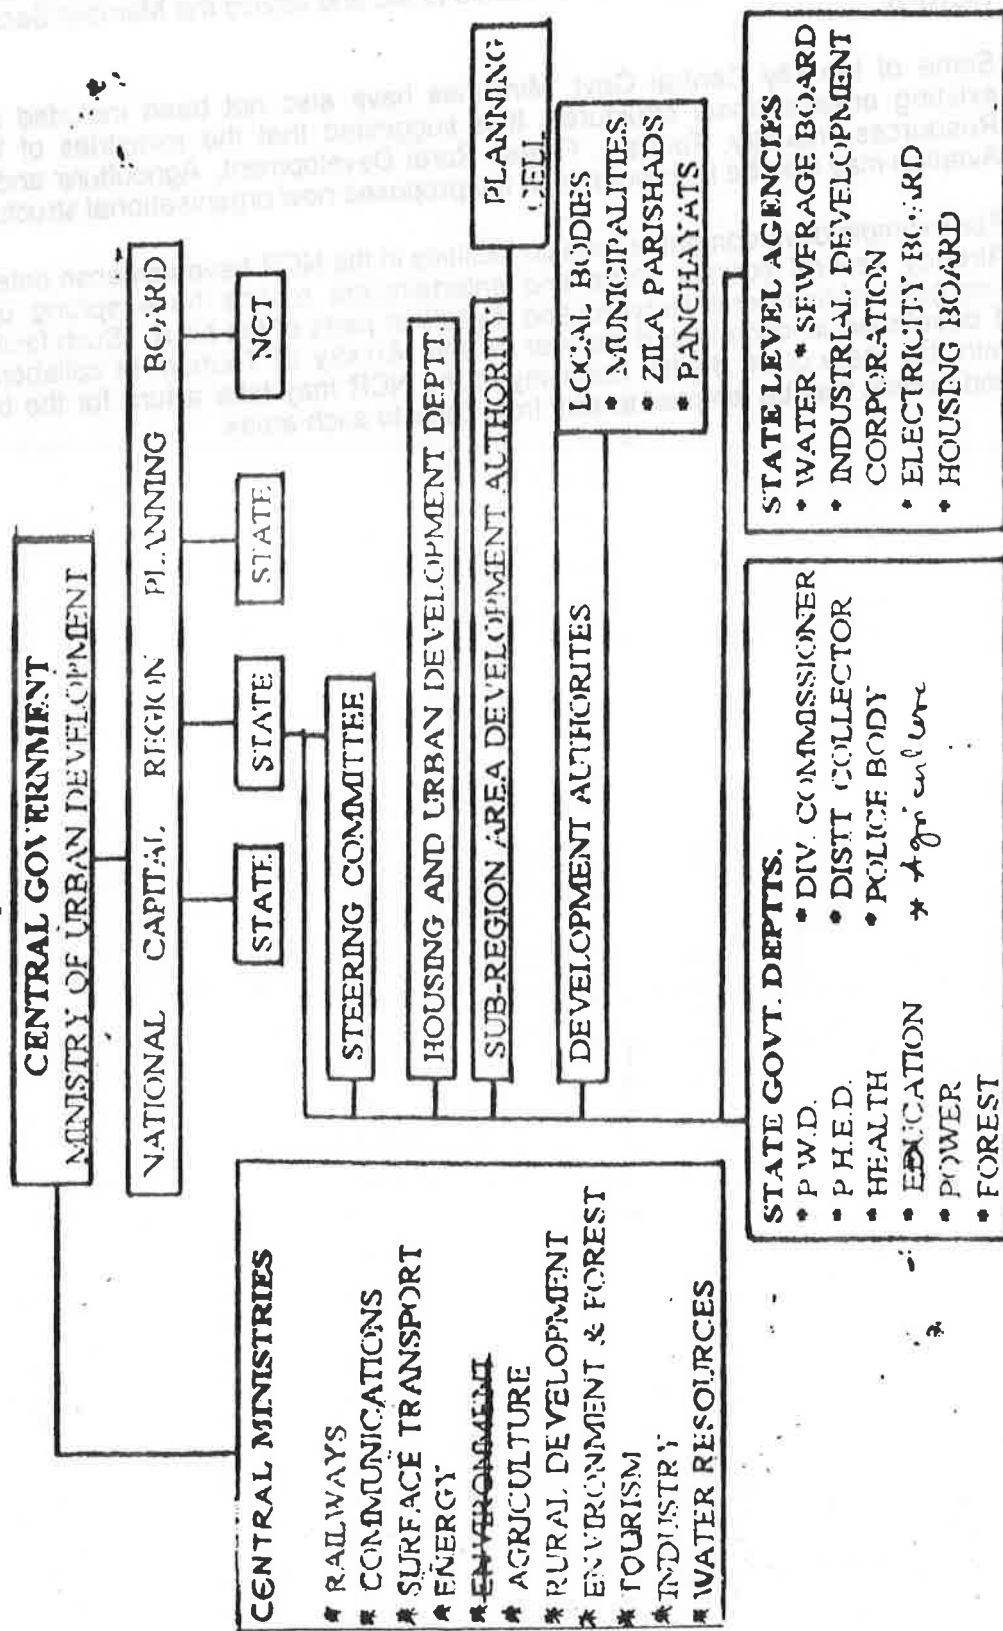 CENTRAL GOVERNMENT
MINISTRY OF URBAN DEVELOPMENT
NATIONAL CAPITAL REGION PLANNING BOARD
STATE
STATE
STATE
NCT
STEERING COMMITTEE
HOUSING AND URBAN DEVELOPMENT DEPTT.
SUB-REGION AREA DEVELOPMENT AUTHORITIES
PLANNING
CELL
DEVELOPMENT AUTHORITES
LOCAL BODIES
* MUNIPALITIES
* ZILA PARISHADS
* PANCHAYATS
CENTRAL MINISTRIES
* RAILWAYS
* COMMUNICATIONS
* SURFACE TRANSPORT
* ENERGY
* ENVIRONMENT
* AGRICULTURE
* RURAL DEVELOPMENT
* ENVIRONMENT & FOREST
* TOURISM
* INDUSTRY
* WATER RESOURCES
STATE GOVT. DEPTTS.
• P.W.D. • DIV. COMMISSIONER
• P.H.E.D. • DISTT COLLECTOR
• HEALTH • POLICE BODY
• EDUCATION * Agriculture
• POWER
• FOREST
STATE LEVEL AGENCIES
• WATER • SEWERAGE BOARD
• INDUSTRIAL DEVELOPMENT
CORPORATION
• ELECTRICITY BOARD
• HOUSING BOARD